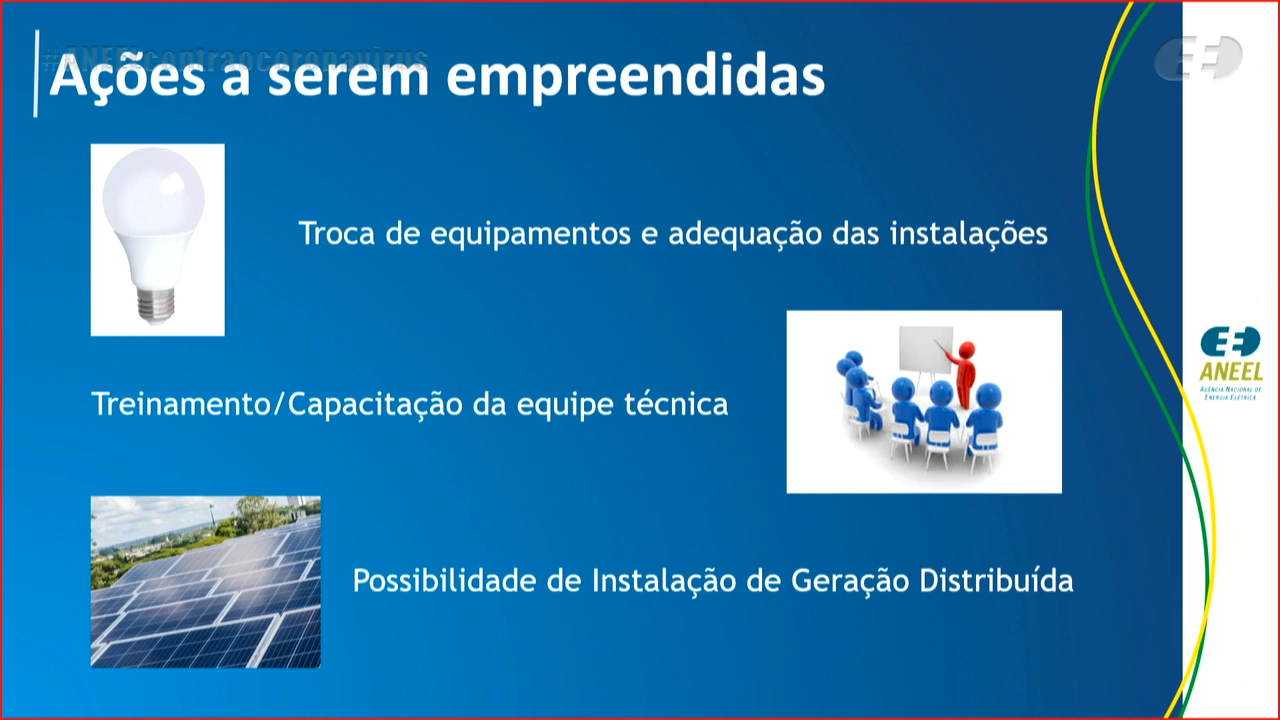 #ANEELcontraocoronavirus
Ações a serem empreendidas
Troca de equipamentos e adequação das instalações
Treinamento/Capacitação da equipe técnica
ANEEL
AGÊNCIA NACIONAL DE
ENERGIA ELÉTRICA
Possibilidade de Instalação de Geração Distribuída